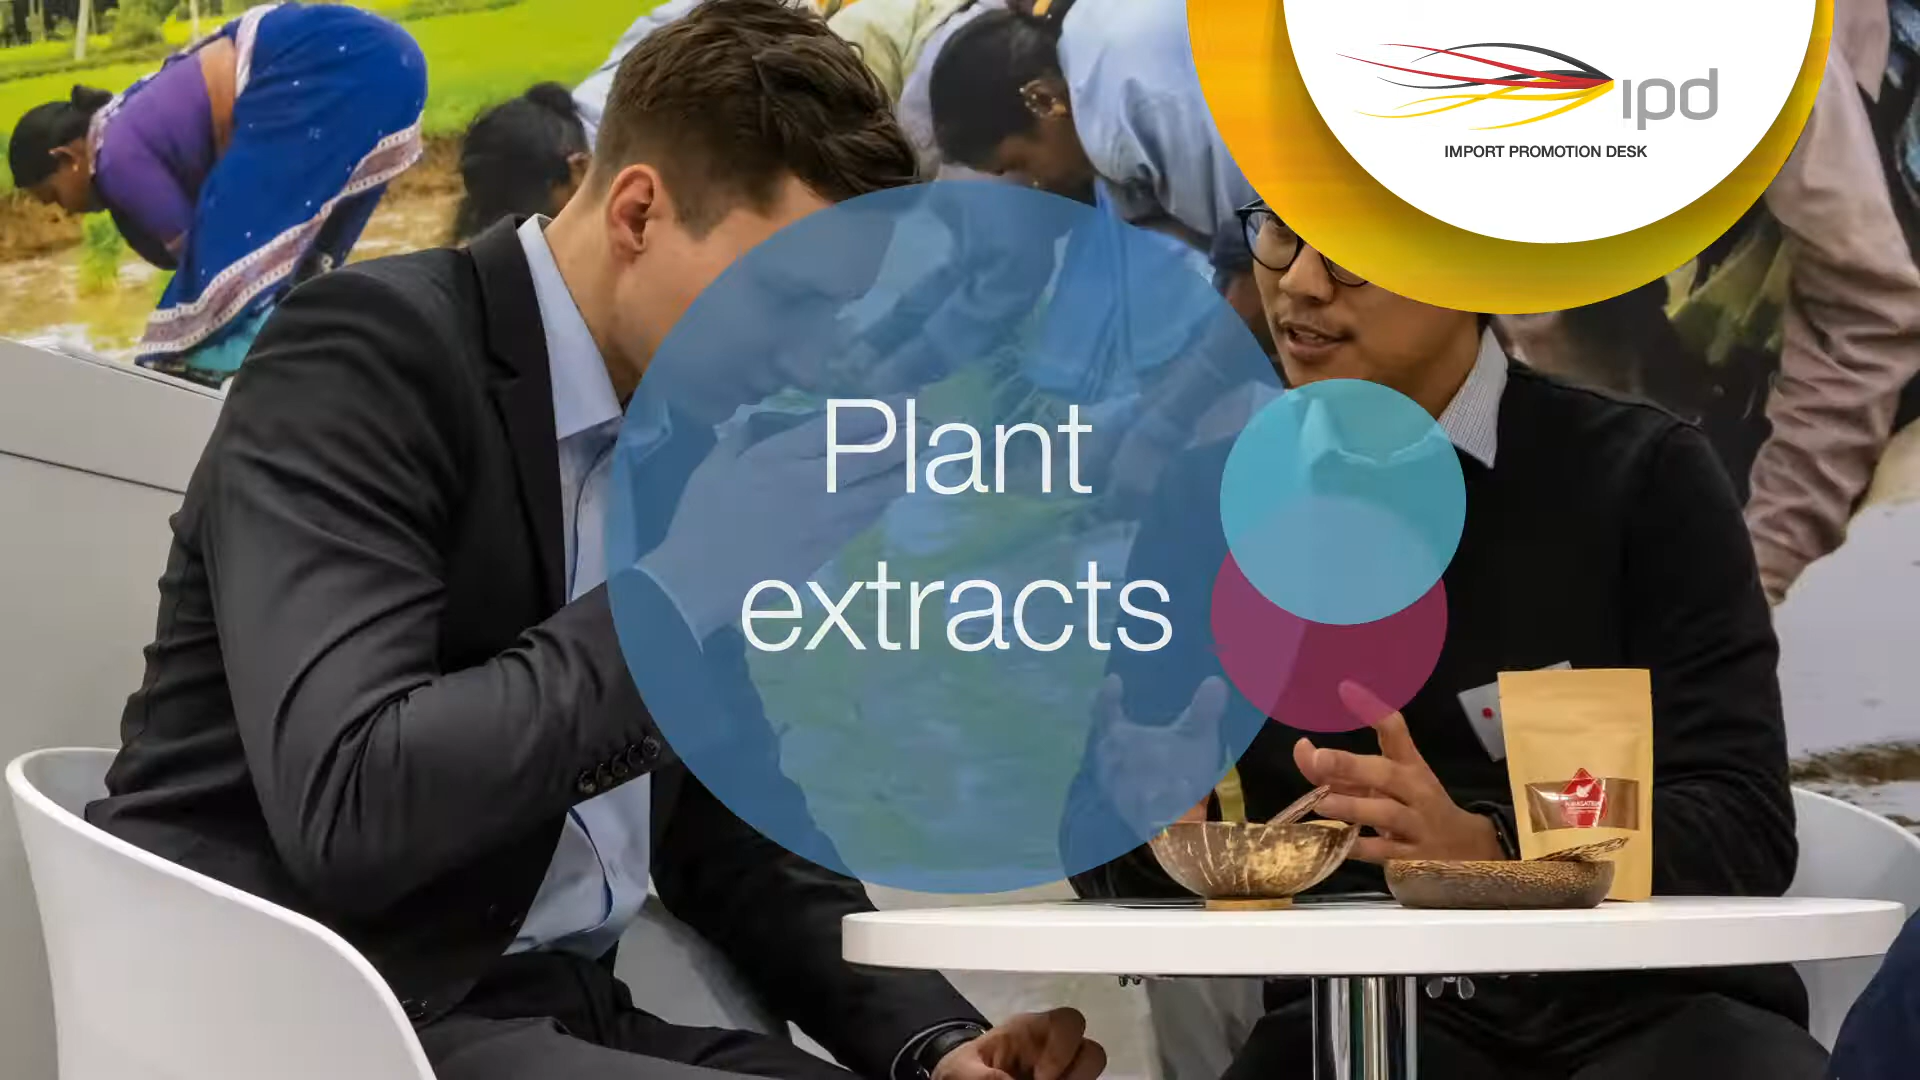 ipd
IMPORT PROMOTION DESK
Plant
extracts